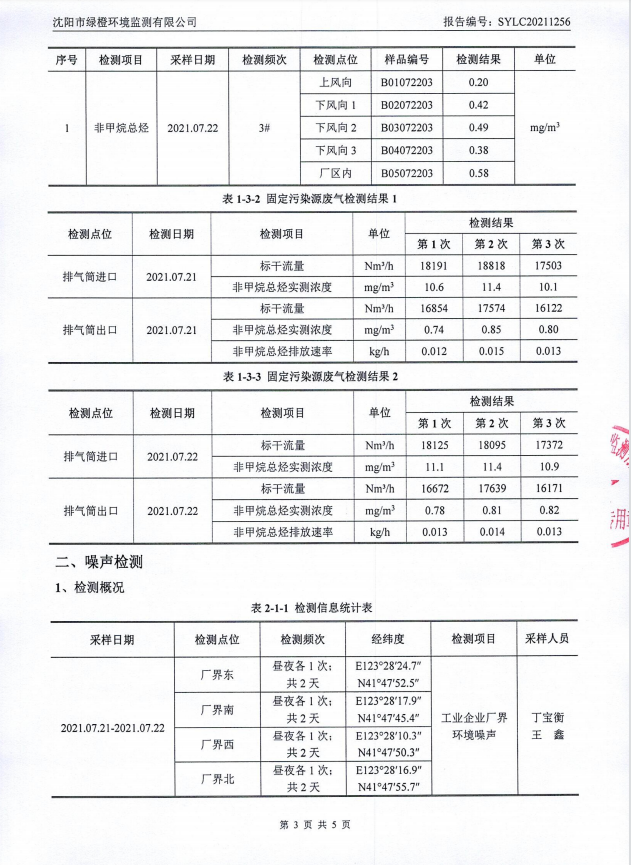 沈阳市绿橙环境监测有限公司 报告编号：SYLC20211256
序号 检测项目 采样日期 检测频次 检测点位 样品编号 检测结果 单位
1 非甲烷总烃 2021.07.22 3# 上风向 B01072203 0.20 mg/m³
下风向 1 B02072203 0.42
下风向 2 B03072203 0.49
下风向 3 B04072203 0.38
厂区内 B05072203 0.58
表 1-3-2 固定污染源废气检测结果 1
检测点位 检测日期 检测项目 单位 检测结果
第 1 次 第 2 次 第 3 次
排气筒进口 2021.07.21 标干流量 Nm³/h 18191 18818 17503
非甲烷总烃实测浓度 mg/m³ 10.6 11.4 10.1
排气筒出口 2021.07.21 标干流量 Nm³/h 16854 17574 16122
非甲烷总烃实测浓度 mg/m³ 0.74 0.85 0.80
非甲烷总烃排放速率 kg/h 0.012 0.015 0.013
表 1-3-3 固定污染源废气检测结果 2
检测点位 检测日期 检测项目 单位 检测结果
第 1 次 第 2 次 第 3 次
排气筒进口 2021.07.22 标干流量 Nm³/h 18125 18095 17372
非甲烷总烃实测浓度 mg/m³ 11.1 11.4 10.9
排气筒出口 2021.07.22 标干流量 Nm³/h 16672 17639 16171
非甲烷总烃实测浓度 mg/m³ 0.78 0.81 0.82
非甲烷总烃排放速率 kg/h 0.013 0.014 0.013
二、噪声检测
1、检测概况
表 2-1-1 检测信息统计表
采样日期 检测点位 检测频次 经纬度 检测项目 采样人员
2021.07.21-2021.07.22 厂界东 昼夜各 1 次； 共 2 天 E123°28′24.7″ N41°47′52.5″ 工业企业厂界 环境噪声 丁宝衡 王 鑫
厂界南 昼夜各 1 次； 共 2 天 E123°28′17.9″ N41°47′45.4″
厂界西 昼夜各 1 次； 共 2 天 E123°28′10.3″ N41°47′50.3″
厂界北 昼夜各 1 次； 共 2 天 E123°28′16.9″ N41°47′55.7″
第 3 页 共 5 页